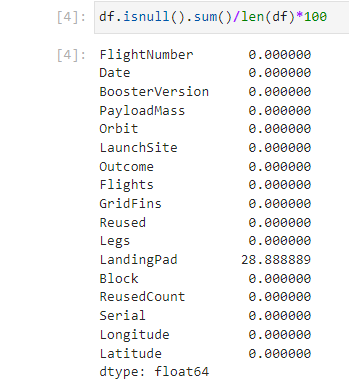 [4]: df.isnull().sum()/len(df)*100
[4]: FlightNumber 0.000000
Date 0.000000
BoosterVersion 0.000000
PayloadMass 0.000000
Orbit 0.000000
LaunchSite 0.000000
Outcome 0.000000
Flights 0.000000
GridFins 0.000000
Reused 0.000000
Legs 0.000000
LandingPad 28.888889
Block 0.000000
ReusedCount 0.000000
Serial 0.000000
Longitude 0.000000
Latitude 0.000000
dtype: float64